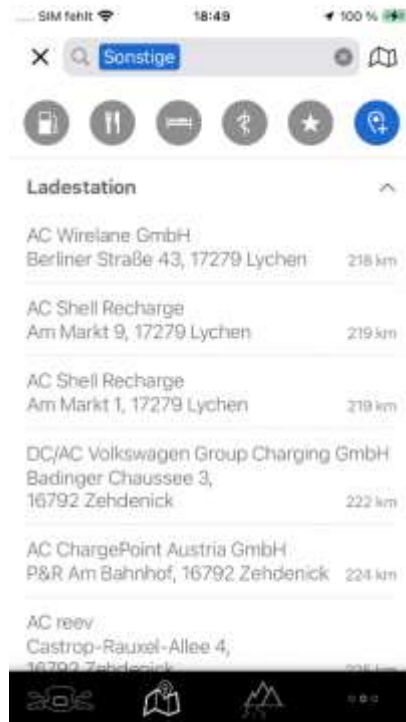 SIM fehlt 18:49 100 %
Sonstige
Ladestation
AC Wirelane GmbH
Berliner Straße 43, 17279 Lychen 218 km
AC Shell Recharge
Am Markt 9, 17279 Lychen 219 km
AC Shell Recharge
Am Markt 1, 17279 Lychen 219 km
DC/AC Volkswagen Group Charging GmbH
Badinger Chaussee 3,
16792 Zehdenick 222 km
AC ChargePoint Austria GmbH
P&R Am Bahnhof, 16792 Zehdenick 224 km
AC reev
Castrop-Rauxel-Allee 4,
16792 Zehdenick km